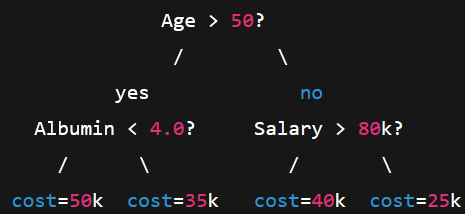 Age > 50?
/ \
yes no
Albumin < 4.0? Salary > 80k?
/ \ / \
cost=50k cost=35k cost=40k cost=25k